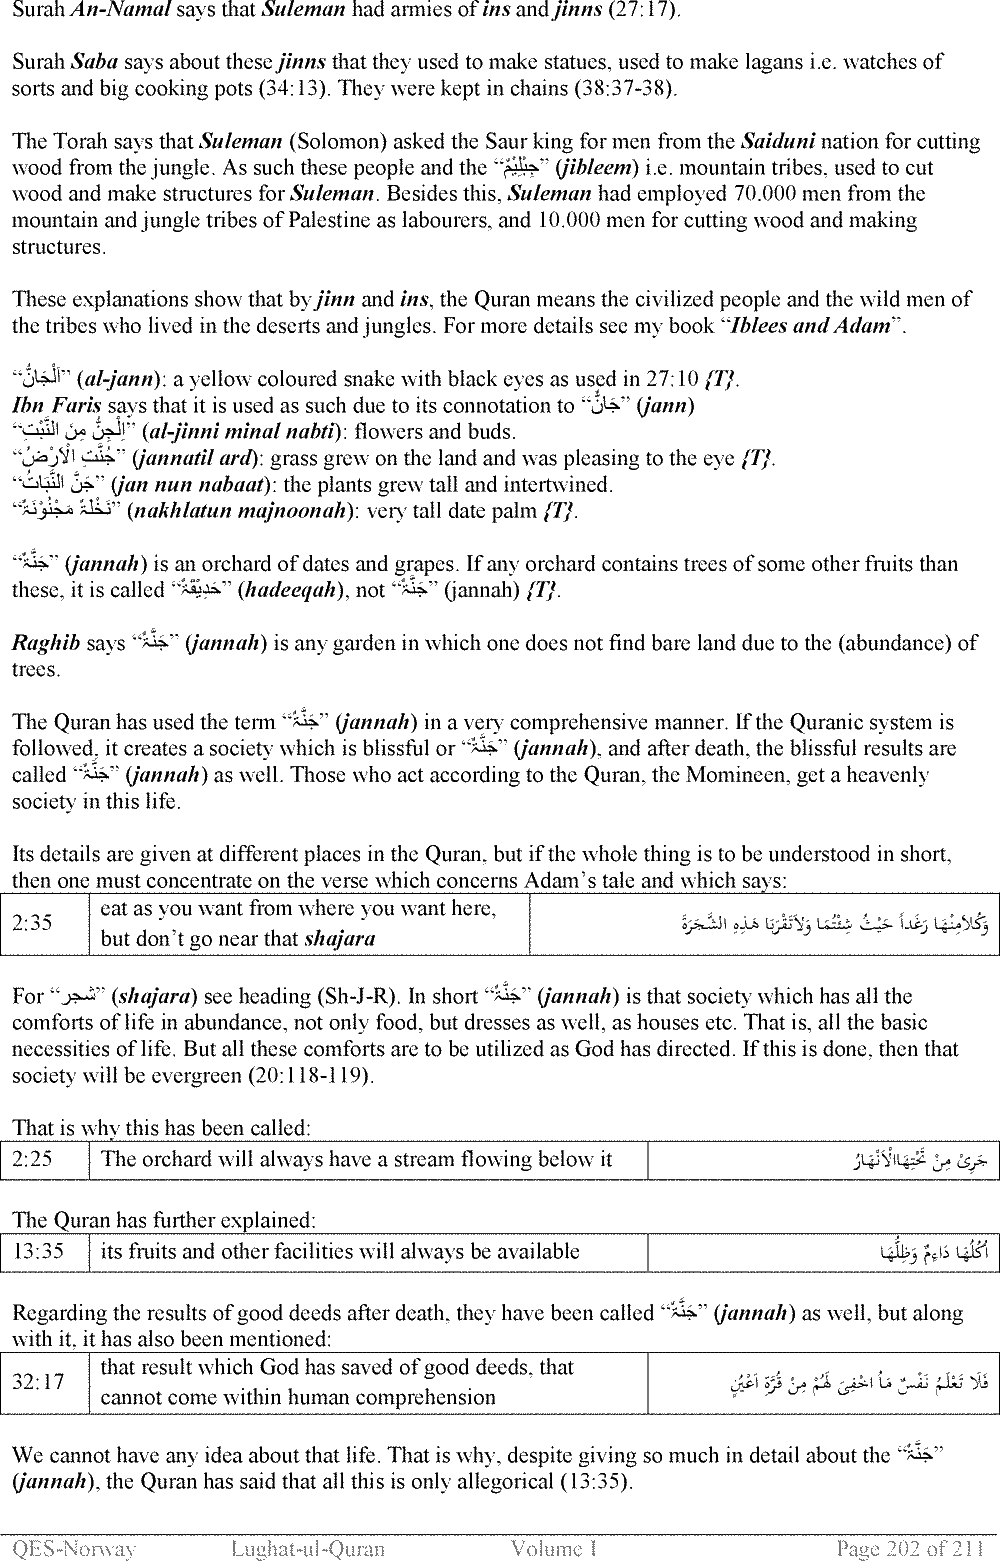 Surah An-Namal says that Suleman had armies of ins and jinns (27:17).
Surah Saba says about these jinns that they used to make statues, used to make lagans i.e. watches of
sorts and big cooking pots (34:13). They were kept in chains (38:37-38).
The Torah says that Suleman (Solomon) asked the Saur king for men from the Saiduni nation for cutting
wood from the jungle. As such these people and the “جِبْلِيْمٌ” (jibleem) i.e. mountain tribes, used to cut
wood and make structures for Suleman. Besides this, Suleman had employed 70.000 men from the
mountain and jungle tribes of Palestine as labourers, and 10.000 men for cutting wood and making
structures.
These explanations show that by jinn and ins, the Quran means the civilized people and the wild men of
the tribes who lived in the deserts and jungles. For more details see my book “Iblees and Adam”.
“اَلْجَانُّ” (al-jann): a yellow coloured snake with black eyes as used in 27:10 {T}.
Ibn Faris says that it is used as such due to its connotation to “جَانٌّ” (jann)
“اِلْجِنُّ مِنَ النَّبْتِ” (al-jinni minal nabti): flowers and buds.
“جُنَّتِ الْاَرْضُ” (jannatil ard): grass grew on the land and was pleasing to the eye {T}.
“جَنَّ النَّبَاتُ” (jan nun nabaat): the plants grew tall and intertwined.
“نَخْلَۃٌ مَجْنُوْنَۃٌ” (nakhlatun majnoonah): very tall date palm {T}.
“جَنَّۃٌ” (jannah) is an orchard of dates and grapes. If any orchard contains trees of some other fruits than
these, it is called “حَدِيْقَۃٌ” (hadeeqah), not “جَنَّۃٌ” (jannah) {T}.
Raghib says “جَنَّۃٌ” (jannah) is any garden in which one does not find bare land due to the (abundance) of
trees.
The Quran has used the term “جَنَّۃٌ” (jannah) in a very comprehensive manner. If the Quranic system is
followed, it creates a society which is blissful or “جَنَّۃٌ” (jannah), and after death, the blissful results are
called “جَنَّۃٌ” (jannah) as well. Those who act according to the Quran, the Momineen, get a heavenly
society in this life.
Its details are given at different places in the Quran, but if the whole thing is to be understood in short,
then one must concentrate on the verse which concerns Adam’s tale and which says:
2:35 eat as you want from where you want here, وَكُلاَمِنْهَا رَغَداً حَيْثُ شِئْتُمَا وَلاَتَقْرَبَا هَذِهِ الشَّجَرَةَ
but don’t go near that shajara
For “شجر” (shajara) see heading (Sh-J-R). In short “جَنَّۃٌ” (jannah) is that society which has all the
comforts of life in abundance, not only food, but dresses as well, as houses etc. That is, all the basic
necessities of life. But all these comforts are to be utilized as God has directed. If this is done, then that
society will be evergreen (20:118-119).
That is why this has been called:
2:25 The orchard will always have a stream flowing below it جَرِىْ مِنْ تَّحْتِهَاالْاَنْهَارُ
The Quran has further explained:
13:35 its fruits and other facilities will always be available اُكُلُهَا دَاءِمٌ وَظِلُّهَا
Regarding the results of good deeds after death, they have been called “جَنَّۃٌ” (jannah) as well, but along
with it, it has also been mentioned:
32:17 that result which God has saved of good deeds, that فَلَا تَعْلَمُ نَفْسٌ مَاُ اخْفِىَ لَهُمْ مِنْ قُرَّةِ اَعْيُنٍ
cannot come within human comprehension
We cannot have any idea about that life. That is why, despite giving so much in detail about the “جَنَّۃٌ”
(jannah), the Quran has said that all this is only allegorical (13:35).
QES-Norway Lughat-ul-Quran Volume I Page 202 of 211